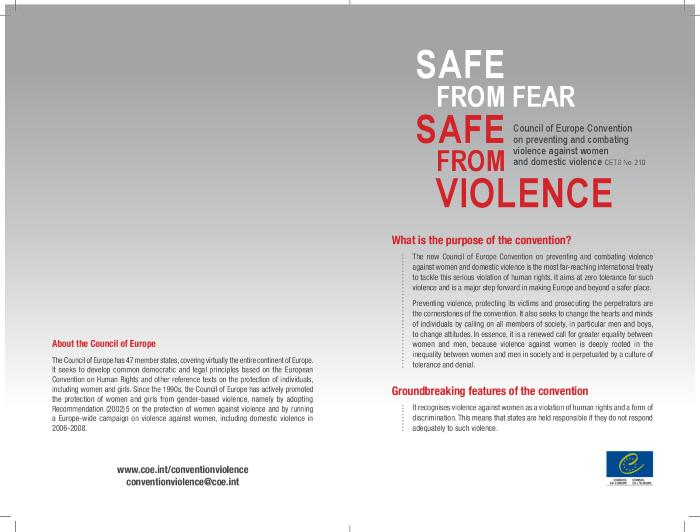 SAFE
FROM FEAR
SAFE
FROM
VIOLENCE
Council of Europe Convention
on preventing and combating
violence against women
and domestic violence CETS No. 210
What is the purpose of the convention?
The new Council of Europe Convention on preventing and combating violence
against women and domestic violence is the most far-reaching international treaty
to tackle this serious violation of human rights. It aims at zero tolerance for such
violence and is a major step forward in making Europe and beyond a safer place.
Preventing violence, protecting its victims and prosecuting the perpetrators are
the cornerstones of the convention. It also seeks to change the hearts and minds
of individuals by calling on all members of society, in particular men and boys,
to change attitudes. In essence, it is a renewed call for greater equality between
women and men, because violence against women is deeply rooted in the
inequality between women and men in society and is perpetuated by a culture of
tolerance and denial.
Groundbreaking features of the convention
It recognises violence against women as a violation of human rights and a form of
discrimination. This means that states are held responsible if they do not respond
adequately to such violence.
About the Council of Europe
The Council of Europe has 47 member states, covering virtually the entire continent of Europe.
It seeks to develop common democratic and legal principles based on the European
Convention on Human Rights and other reference texts on the protection of individuals,
including women and girls. Since the 1990s, the Council of Europe has actively promoted
the protection of women and girls from gender-based violence, namely by adopting
Recommendation (2002)5 on the protection of women against violence and by running
a Europe-wide campaign on violence against women, including domestic violence in
2006-2008.
www.coe.int/conventionviolence
conventionviolence@coe.int
COUNCIL CONSEIL
OF EUROPE DE L'EUROPE